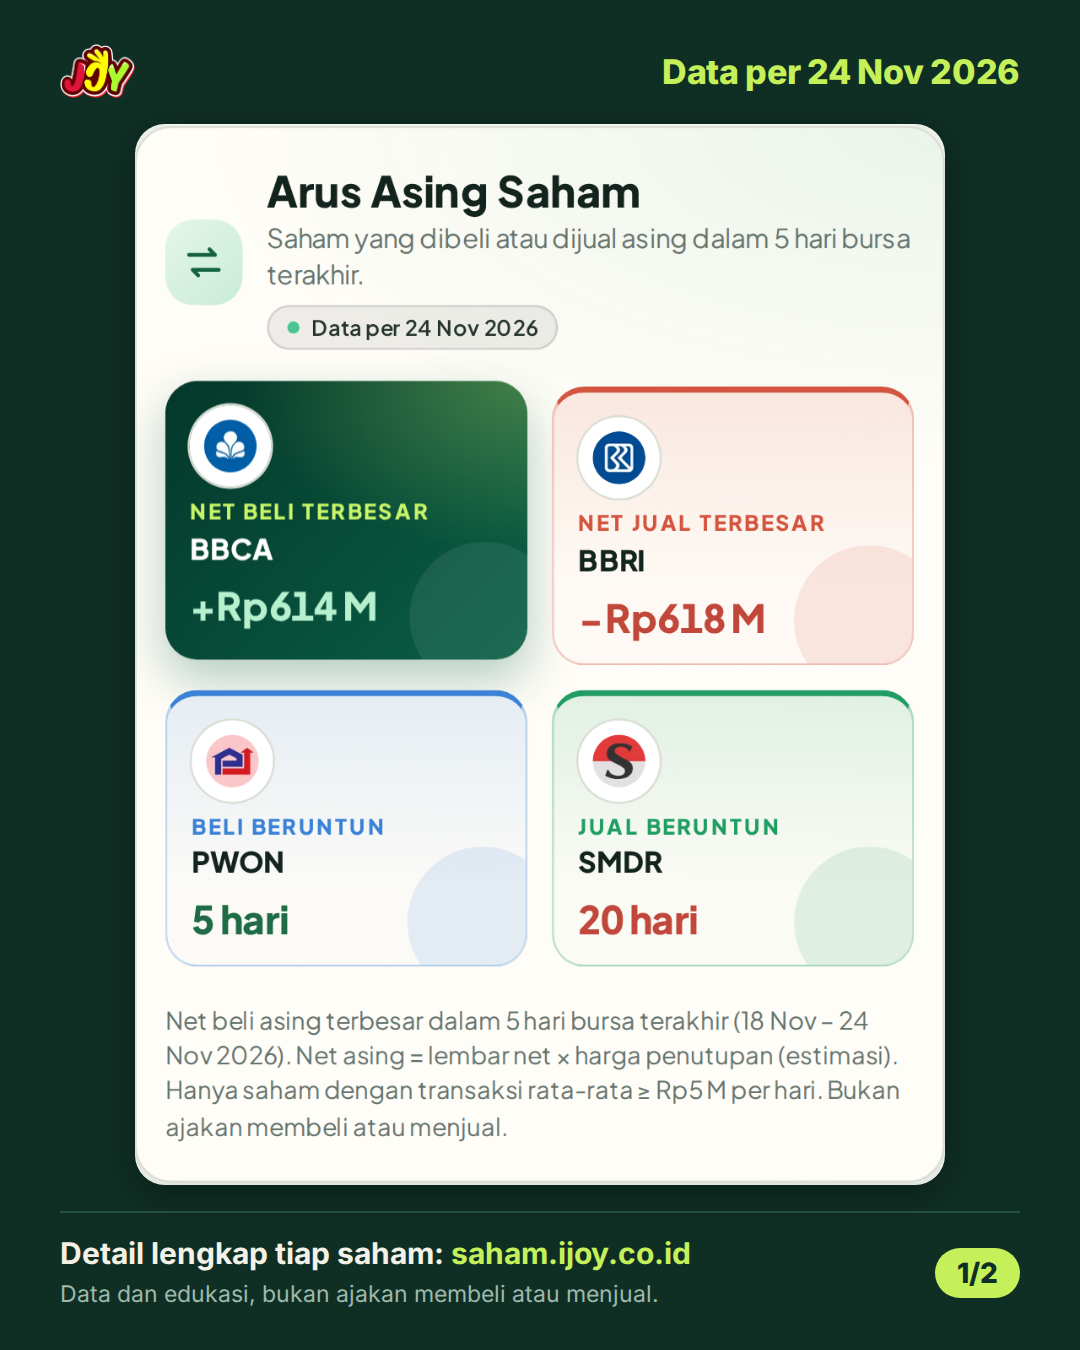 JOY
Data per 24 Nov 2026
Arus Asing Saham
Saham yang dibeli atau dijual asing dalam 5 hari bursa
terakhir.
Data per 24 Nov 2026
NET BELI TERBESAR
BBCA
+Rp614 M
NET JUAL TERBESAR
BBRI
−Rp618 M
BELI BERUNTUN
PWON
5 hari
JUAL BERUNTUN
SMDR
20 hari
Net beli asing terbesar dalam 5 hari bursa terakhir (18 Nov – 24
Nov 2026). Net asing = lembar net × harga penutupan (estimasi).
Hanya saham dengan transaksi rata-rata ≥ Rp5 M per hari. Bukan
ajakan membeli atau menjual.
Detail lengkap tiap saham: saham.ijoy.co.id
Data dan edukasi, bukan ajakan membeli atau menjual.
1/2